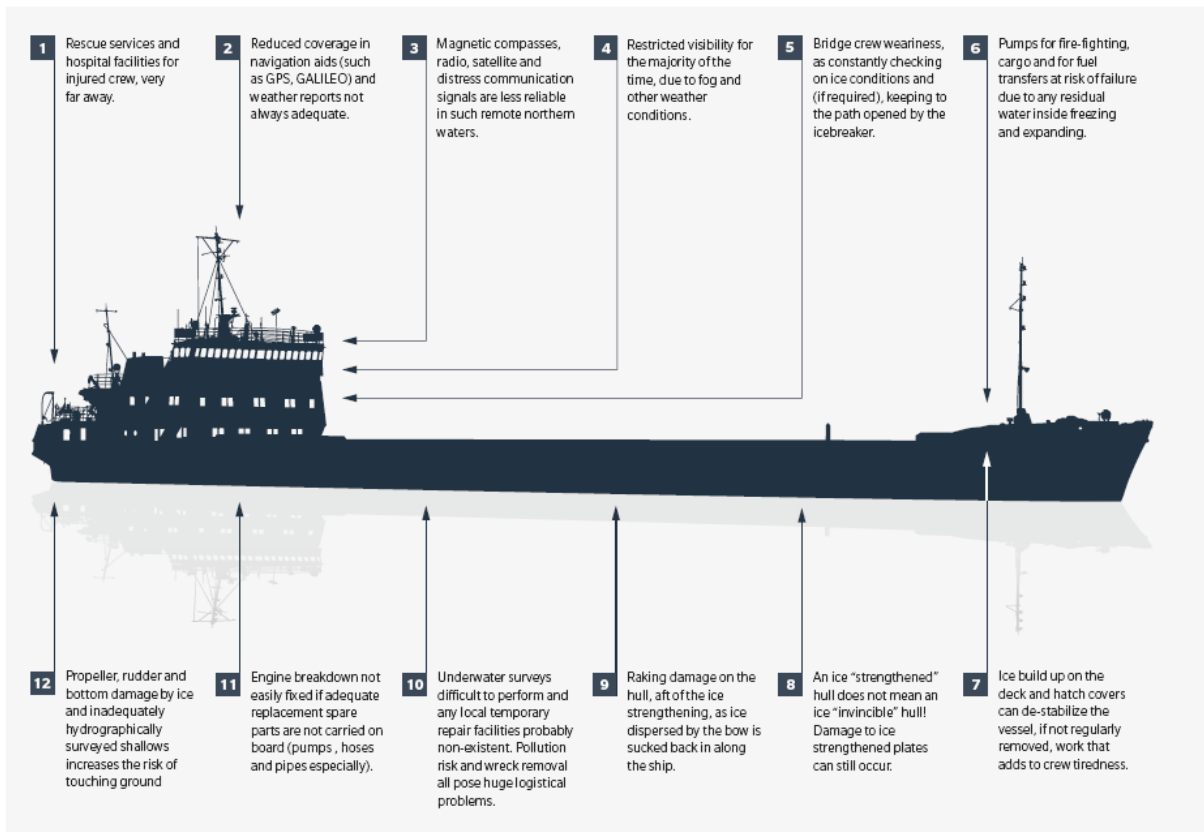 1
Rescue services and
hospital facilities for
injured crew, very
far away.
2
Reduced coverage in
navigation aids (such
as GPS, GALILEO) and
weather reports not
always adequate.
3
Magnetic compasses,
radio, satellite and
distress communication
signals are less reliable
in such remote northern
waters.
4
Restricted visibility for
the majority of the
time, due to fog and
other weather
conditions.
5
Bridge crew weariness,
as constantly checking
on ice conditions and
(if required), keeping to
the path opened by the
icebreaker.
6
Pumps for fire-fighting,
cargo and for fuel
transfers at risk of failure
due to any residual
water inside freezing
and expanding.
12
Propeller, rudder and
bottom damage by ice
and inadequately
hydrographically
surveyed shallows
increases the risk of
touching ground
11
Engine breakdown not
easily fixed if adequate
replacement spare
parts are not carried on
board (pumps , hoses
and pipes especially).
10
Underwater surveys
difficult to perform and
any local temporary
repair facilities probably
non-existent. Pollution
risk and wreck removal
all pose huge logistical
problems.
9
Raking damage on the
hull, aft of the ice
strengthening, as ice
dispersed by the bow is
sucked back in along
the ship.
8
An ice “strengthened”
hull does not mean an
ice “invincible” hull!
Damage to ice
strengthened plates
can still occur.
7
Ice build up on the
deck and hatch covers
can de-stabilize the
vessel, if not regularly
removed, work that
adds to crew tiredness.